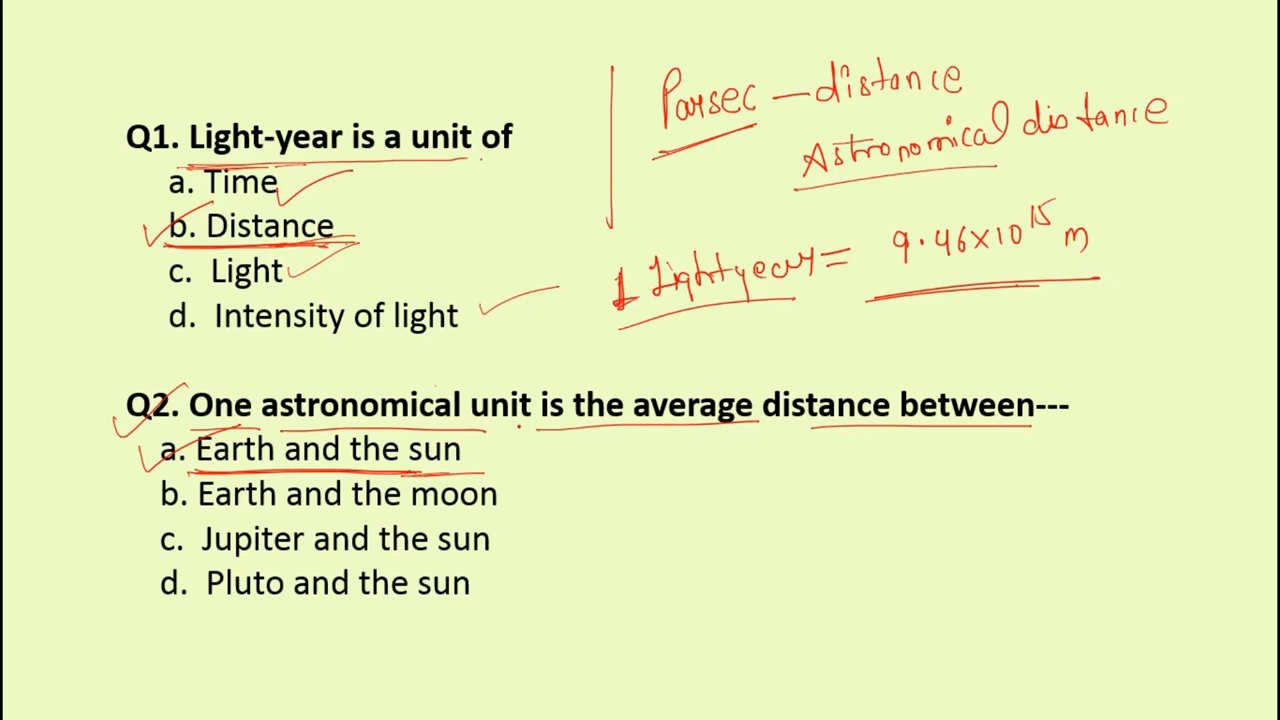 Q1. Light-year is a unit of
a. Time
b. Distance
c. Light
d. Intensity of light
Parsec — distance
Astronomical distance
1 Lightyear = 9.46×10¹⁵ m
Q2. One astronomical unit is the average distance between---
a. Earth and the sun
b. Earth and the moon
c. Jupiter and the sun
d. Pluto and the sun